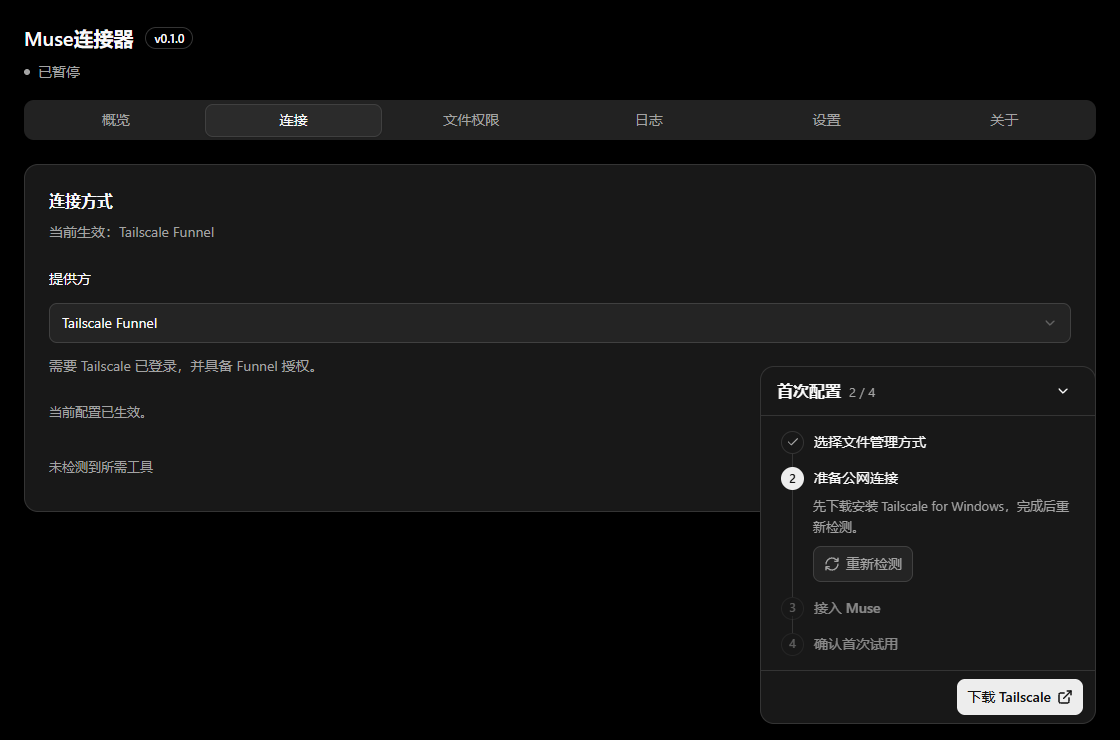 Muse连接器 v0.1.0
已暂停
概览 连接 文件权限 日志 设置 关于
连接方式
当前生效：Tailscale Funnel
提供方
Tailscale Funnel
需要 Tailscale 已登录，并具备 Funnel 授权。
当前配置已生效。
未检测到所需工具
首次配置 2 / 4
选择文件管理方式
2 准备公网连接
先下载安装 Tailscale for Windows，完成后重
新检测。
重新检测
3 接入 Muse
4 确认首次试用
下载 Tailscale